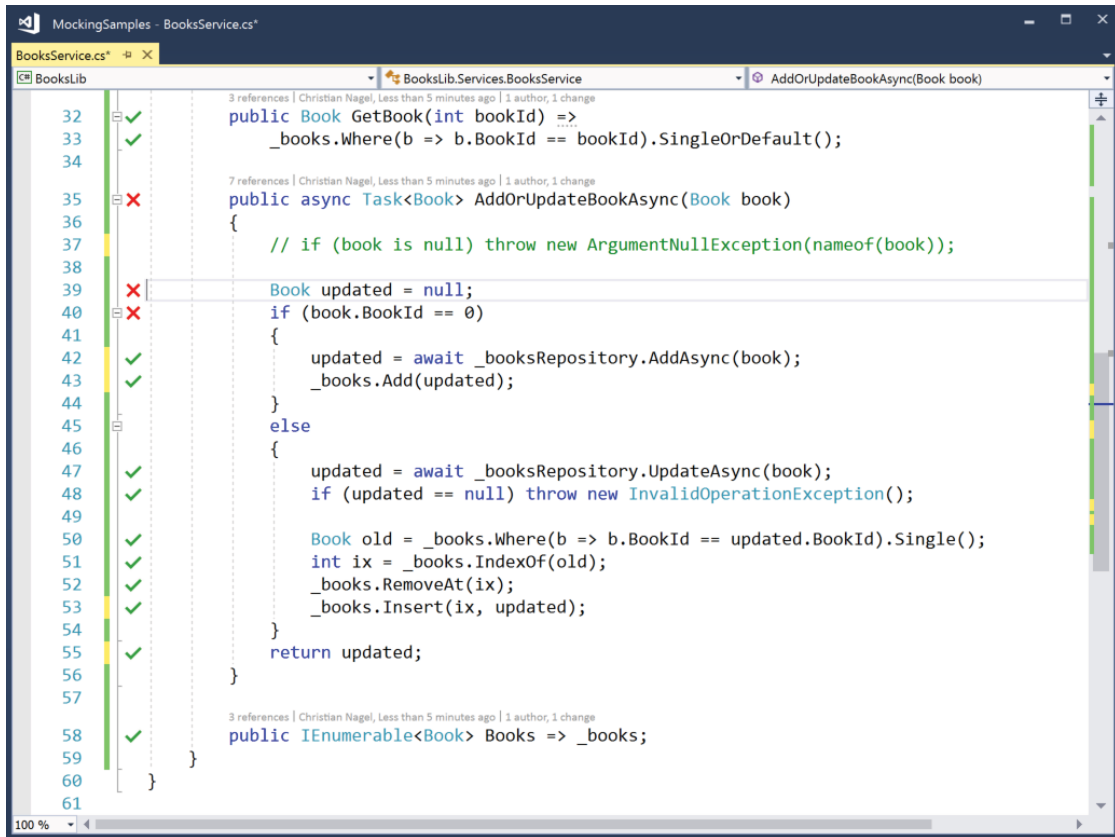 MockingSamples - BooksService.cs*
BooksService.cs*
C# BooksLib
BooksLib.Services.BooksService
AddOrUpdateBookAsync(Book book)
3 references | Christian Nagel, Less than 5 minutes ago | 1 author, 1 change
32 public Book GetBook(int bookId) =>
33 _books.Where(b => b.BookId == bookId).SingleOrDefault();
34
7 references | Christian Nagel, Less than 5 minutes ago | 1 author, 1 change
35 public async Task<Book> AddOrUpdateBookAsync(Book book)
36 {
37 // if (book is null) throw new ArgumentNullException(nameof(book));
38
39 Book updated = null;
40 if (book.BookId == 0)
41 {
42 updated = await _booksRepository.AddAsync(book);
43 _books.Add(updated);
44 }
45 else
46 {
47 updated = await _booksRepository.UpdateAsync(book);
48 if (updated == null) throw new InvalidOperationException();
49
50 Book old = _books.Where(b => b.BookId == updated.BookId).Single();
51 int ix = _books.IndexOf(old);
52 _books.RemoveAt(ix);
53 _books.Insert(ix, updated);
54 }
55 return updated;
56 }
57
3 references | Christian Nagel, Less than 5 minutes ago | 1 author, 1 change
58 public IEnumerable<Book> Books => _books;
59 }
60 }
61
100 %